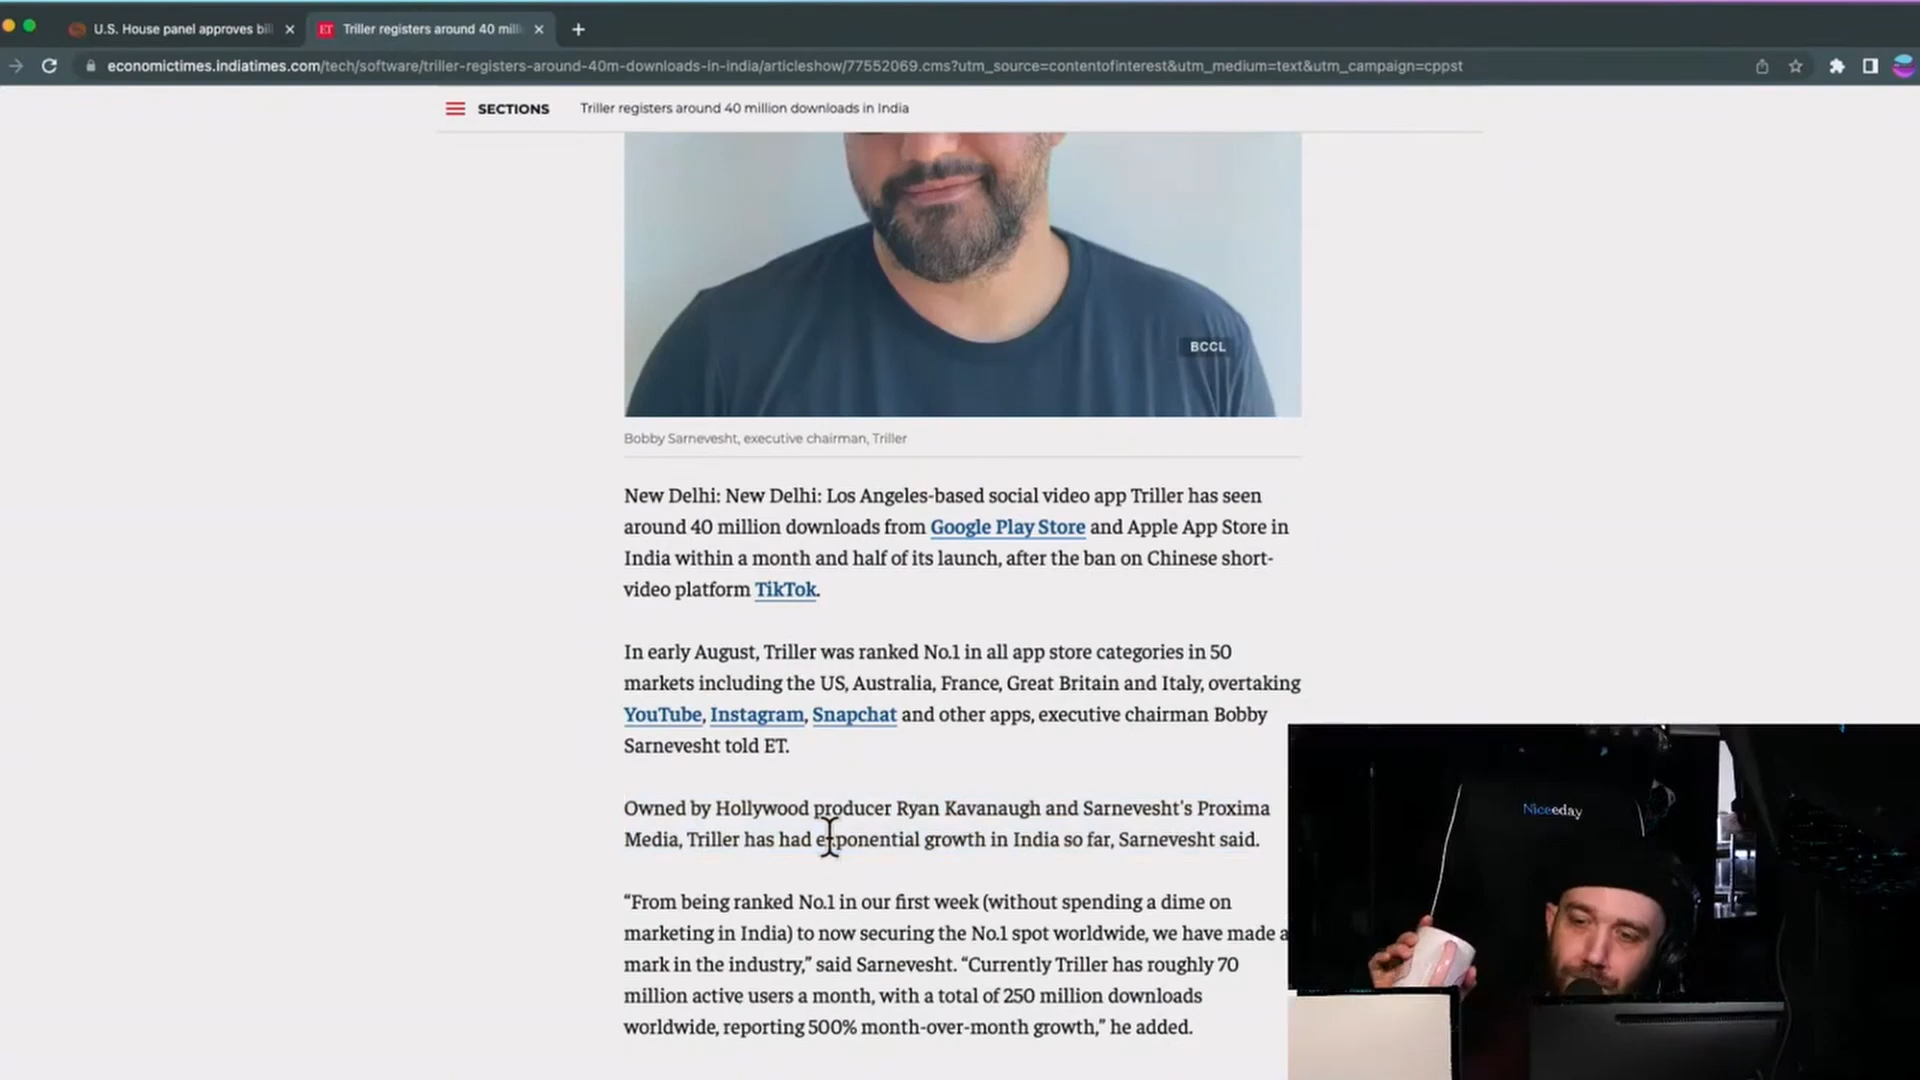 U.S. House panel approves bil
Triller registers around 40 mill
economictimes.indiatimes.com/tech/software/triller-registers-around-40m-downloads-in-india/articleshow/77552069.cms?utm_source=contentofinterest&utm_medium=text&utm_campaign=cppst
SECTIONS Triller registers around 40 million downloads in India
BCCL
Bobby Sarnevesht, executive chairman, Triller
New Delhi: New Delhi: Los Angeles-based social video app Triller has seen
around 40 million downloads from Google Play Store and Apple App Store in
India within a month and half of its launch, after the ban on Chinese short-
video platform TikTok.
In early August, Triller was ranked No.1 in all app store categories in 50
markets including the US, Australia, France, Great Britain and Italy, overtaking
YouTube, Instagram, Snapchat and other apps, executive chairman Bobby
Sarnevesht told ET.
Owned by Hollywood producer Ryan Kavanaugh and Sarnevesht's Proxima
Media, Triller has had exponential growth in India so far, Sarnevesht said.
“From being ranked No.1 in our first week (without spending a dime on
marketing in India) to now securing the No.1 spot worldwide, we have made a
mark in the industry,” said Sarnevesht. “Currently Triller has roughly 70
million active users a month, with a total of 250 million downloads
worldwide, reporting 500% month-over-month growth,” he added.
Niceeday